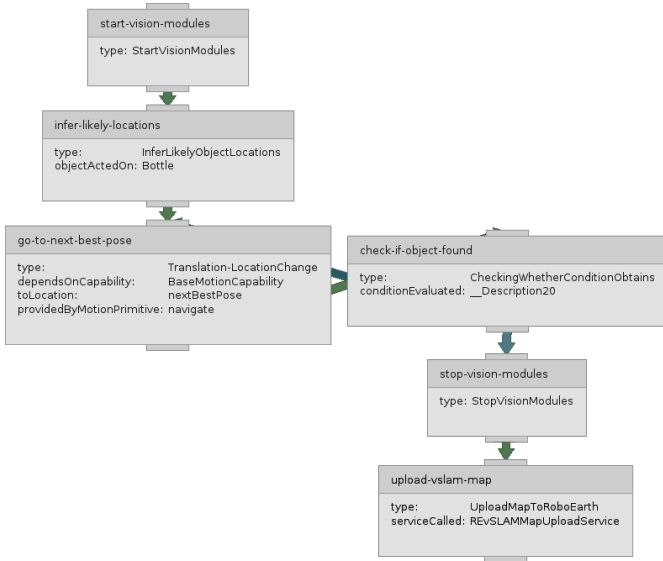 start-vision-modules
type: StartVisionModules
infer-likely-locations
type: InferLikelyObjectLocations
objectActedOn: Bottle
go-to-next-best-pose
type: Translation-LocationChange
dependsOnCapability: BaseMotionCapability
toLocation: nextBestPose
providedByMotionPrimitive: navigate
check-if-object-found
type: CheckingWhetherConditionObtains
conditionEvaluated: __Description20
stop-vision-modules
type: StopVisionModules
upload-vslam-map
type: UploadMapToRoboEarth
serviceCalled: REvSLAMMapUploadService